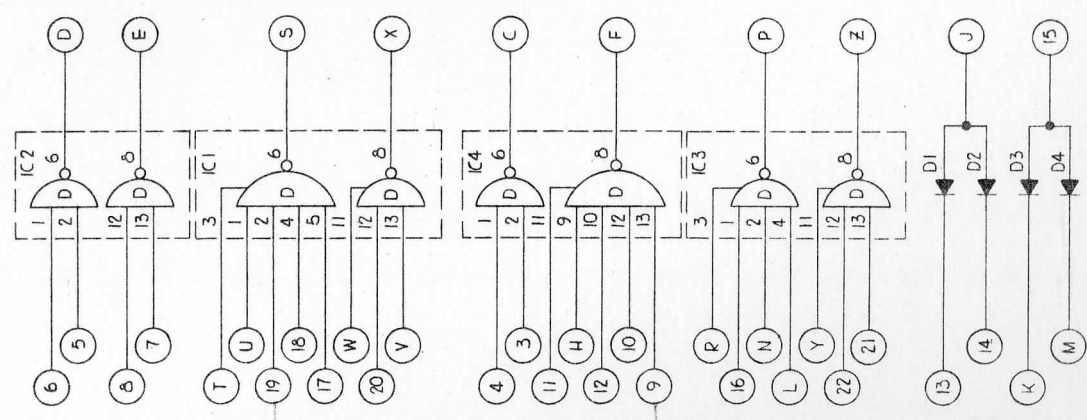 D E S X C F P Z J 15
IC2 6 8
IC1 6 8
IC4 6 8
IC3 6 8
D D D D D D D D
D1 D2 D3 D4
1 2 12 13
3 1 2 4 5 11 12 13
1 2 11 9 10 12 13
3 1 2 4 11 12 13
5 7 U 18 W V 3 H 10 R N Y 21 14 M
6 8 T 19 17 20 4 11 12 9 16 L 22 13 K